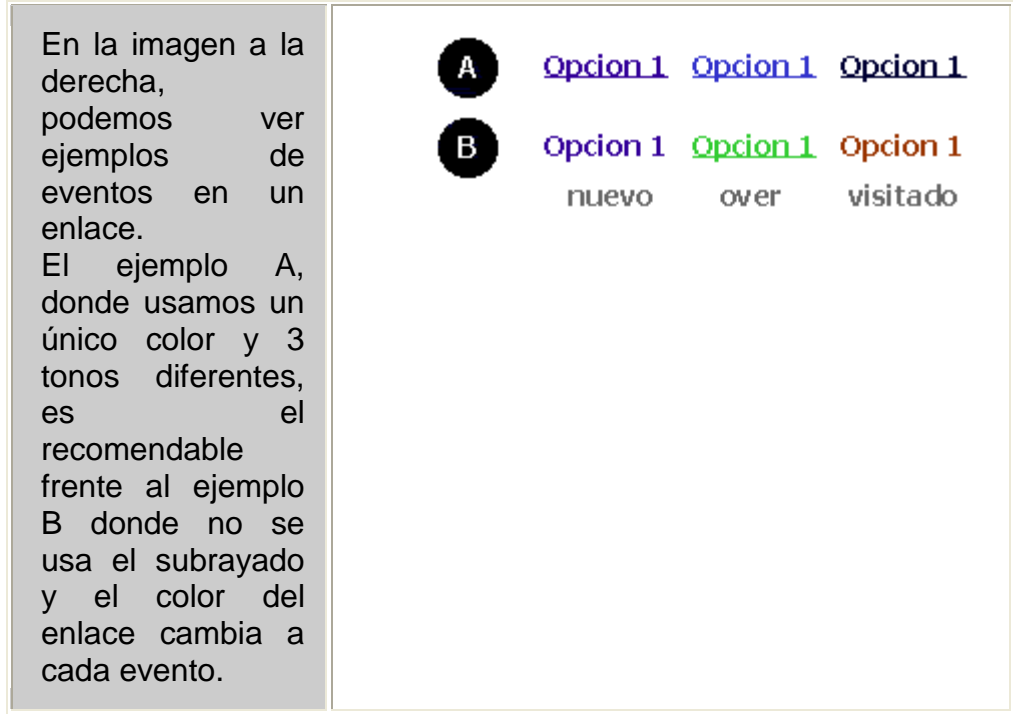 En la imagen a la
derecha,
podemos ver
ejemplos de
eventos en un
enlace.
El ejemplo A,
donde usamos un
único color y 3
tonos diferentes,
es el
recomendable
frente al ejemplo
B donde no se
usa el subrayado
y el color del
enlace cambia a
cada evento.
A Opcion 1 Opcion 1 Opcion 1
B Opcion 1 Opcion 1 Opcion 1
nuevo over visitado